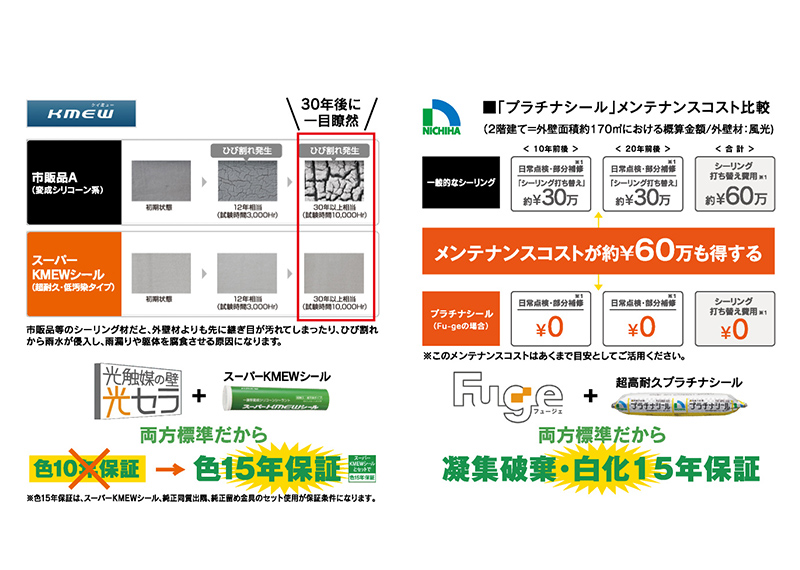 ケイミュー
KMEW
30年後に
一目瞭然
市販品A
(変成シリコーン系)
ひび割れ発生
ひび割れ発生
初期状態
12年相当
(試験時間3,000Hr)
30年以上相当
(試験時間10,000Hr)
スーパー
KMEWシール
(超耐久・低汚染タイプ)
初期状態
12年相当
(試験時間3,000Hr)
30年以上相当
(試験時間10,000Hr)
市販品等のシーリング材だと、外壁材よりも先に継ぎ目が汚れてしまったり、ひび割れ
から雨水が侵入し、雨漏りや躯体を腐食させる原因になります。
光触媒の壁
光セラ
+
スーパーKMEWシール
スーパーKMEWシール
両方標準だから
色10年保証
→
色15年保証
スーパー
KMEWシール
とセットで
色15年保証
※色15年保証は、スーパーKMEWシール、純正同質出隅、純正留め金具のセット使用が保証条件になります。
NICHIHA
■「プラチナシール」メンテナンスコスト比較
(2階建て=外壁面積約170㎡における概算金額/外壁材:風光)
< 10年前後 >
< 20年前後 >
< 合 計 >
一般的なシーリング
※1
日常点検・部分補修
「シーリング打ち替え」
約¥30万
※1
日常点検・部分補修
「シーリング打ち替え」
約¥30万
シーリング
打ち替え費用※1
約¥60万
メンテナンスコストが約¥60万も得する
プラチナシール
(Fu-geの場合)
※1
日常点検・部分補修
¥0
※1
日常点検・部分補修
¥0
シーリング
打ち替え費用※1
¥0
※このメンテナンスコストはあくまで目安としてご活用ください。
Fuge
フュージェ
+
超高耐久プラチナシール
プラチナシール
プラチナシール
両方標準だから
凝集破棄・白化15年保証